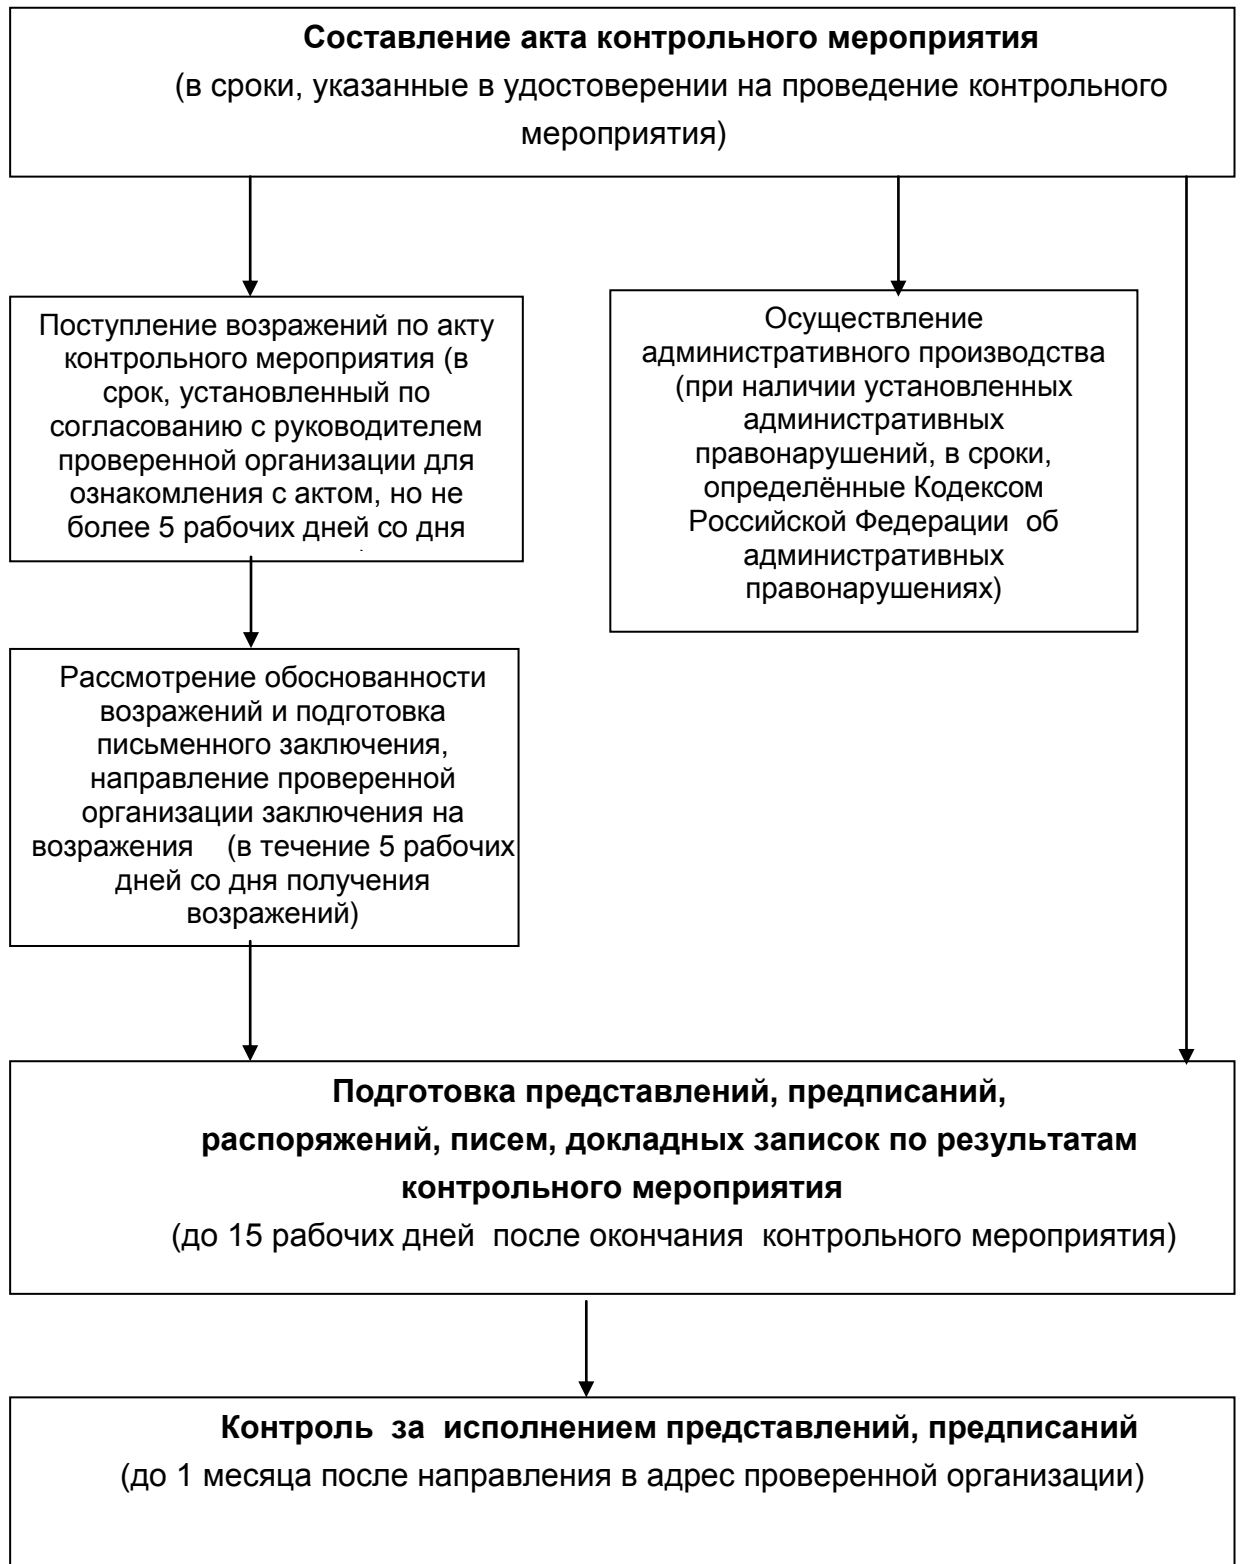 Составление акта контрольного мероприятия
(в сроки, указанные в удостоверении на проведение контрольного
мероприятия)
Поступление возражений по акту
контрольного мероприятия (в
срок, установленный по
согласованию с руководителем
проверенной организации для
ознакомления с актом, но не
более 5 рабочих дней со дня
Осуществление
административного производства
(при наличии установленных
административных
правонарушений, в сроки,
определённые Кодексом
Российской Федерации об
административных
правонарушениях)
Рассмотрение обоснованности
возражений и подготовка
письменного заключения,
направление проверенной
организации заключения на
возражения (в течение 5 рабочих
дней со дня получения
возражений)
Подготовка представлений, предписаний,
распоряжений, писем, докладных записок по результатам
контрольного мероприятия
(до 15 рабочих дней после окончания контрольного мероприятия)
Контроль за исполнением представлений, предписаний
(до 1 месяца после направления в адрес проверенной организации)